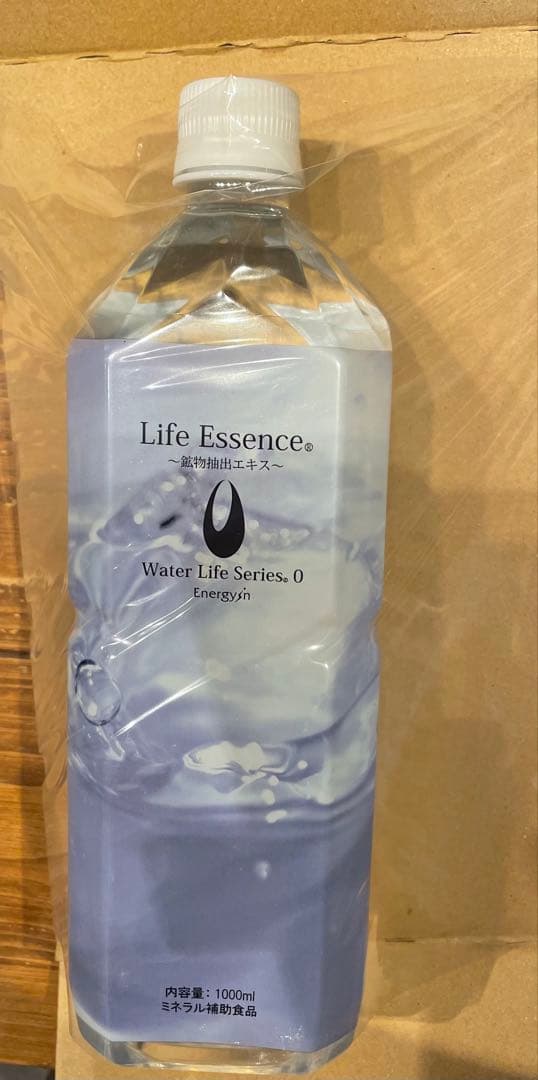 Life Essence®
～鉱物抽出エキス～
Water Life Series® 0
Energysin
内容量：1000ml
ミネラル補助食品